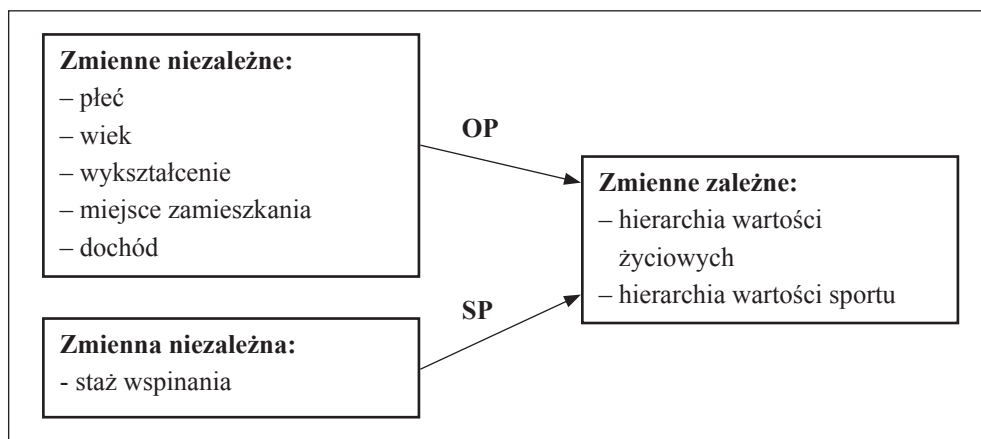 Zmienne niezależne:
– płeć
– wiek
– wykształcenie
– miejsce zamieszkania
– dochód
OP
Zmienne zależne:
– hierarchia wartości
życiowych
– hierarchia wartości sportu
SP
Zmienna niezależna:
- staż wspinania